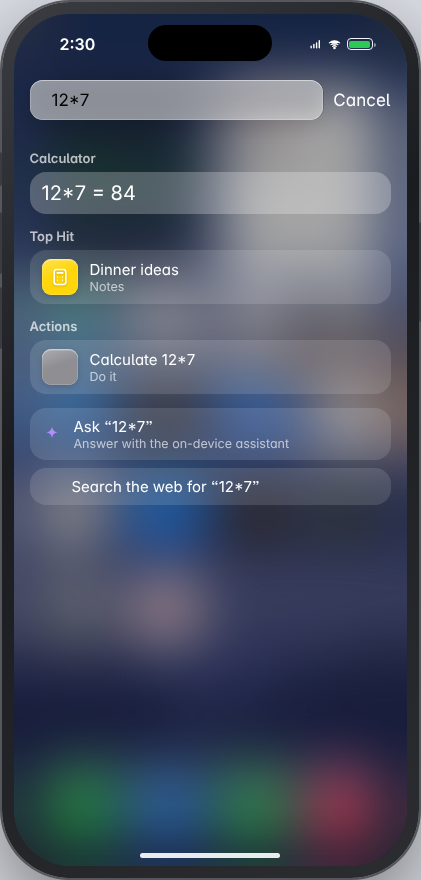 2:30
12*7
Cancel
Calculator
12*7 = 84
Top Hit
Dinner ideas
Notes
Actions
Calculate 12*7
Do it
Ask “12*7”
Answer with the on-device assistant
Search the web for “12*7”